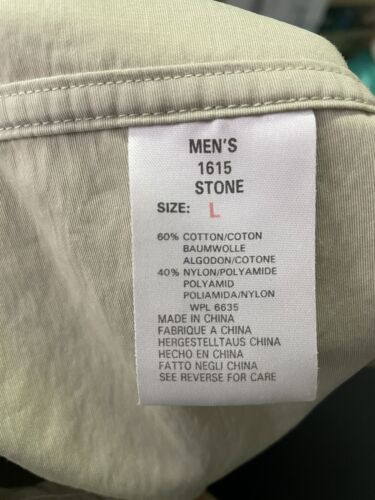 MEN'S
1615
STONE
SIZE: L
60% COTTON/COTON
BAUMWOLLE
ALGODON/COTONE
40% NYLON/POLYAMIDE
POLYAMID
POLIAMIDA/NYLON
WPL 6635
MADE IN CHINA
FABRIQUE A CHINA
HERGESTELLTAUS CHINA
HECHO EN CHINA
FATTO NEGLI CHINA
SEE REVERSE FOR CARE